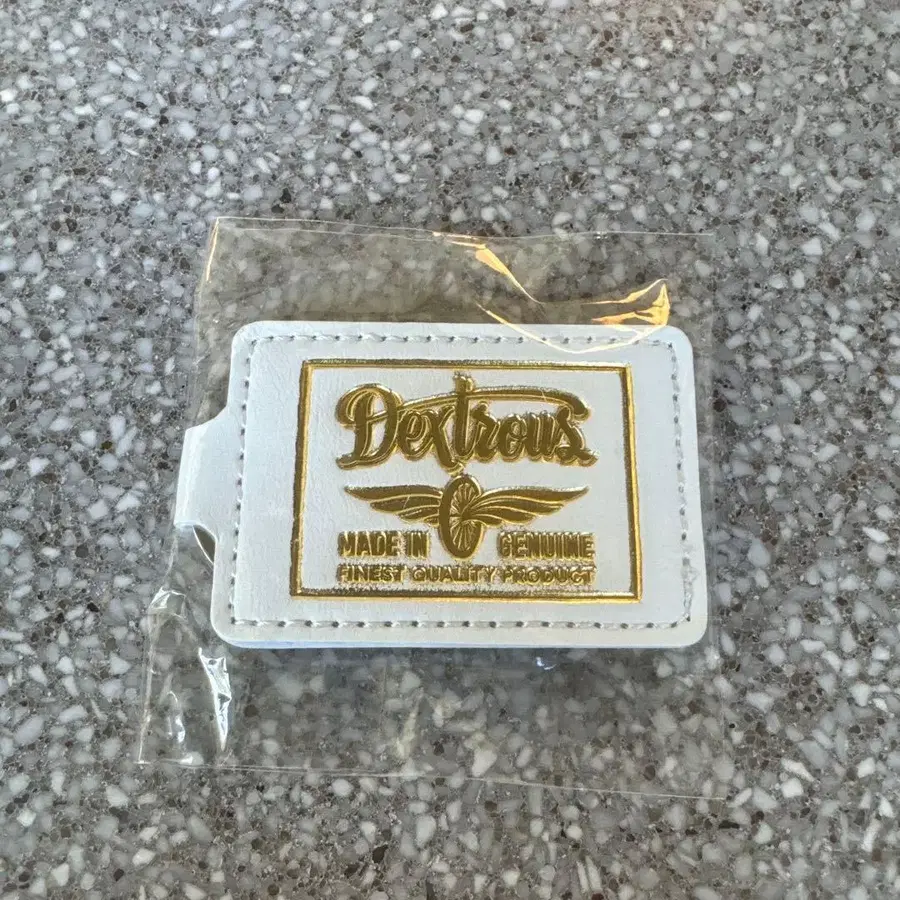 Dextrous
MADE IN GENUINE
FINEST QUALITY PRODUCT